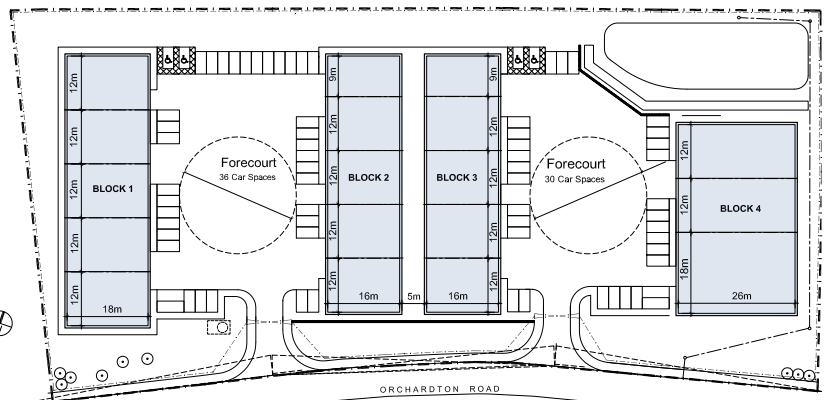 12m
12m
12m
12m
12m
BLOCK 1
18m
Forecourt
36 Car Spaces
9m
12m
12m
12m
12m
BLOCK 2
16m
5m
9m
12m
12m
12m
12m
BLOCK 3
16m
Forecourt
30 Car Spaces
12m
12m
18m
BLOCK 4
26m
ORCHARDTON ROAD